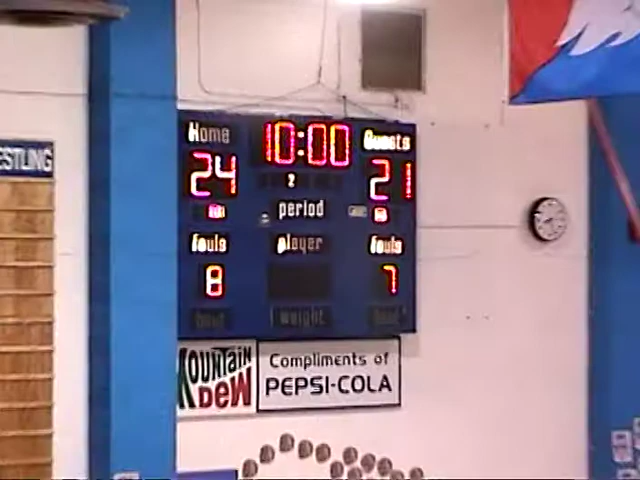 Home 10:00 Guests
24 21
2
period
fouls player fouls
8 7
weight
ESTLING
MOUNTAIN DEW
Compliments of
PEPSI-COLA